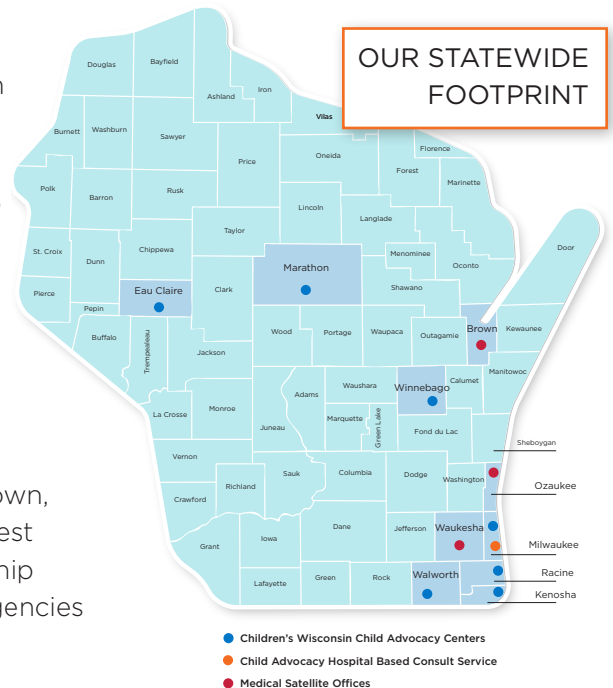 OUR STATEWIDE
FOOTPRINT
Douglas
Bayfield
Ashland
Iron
Vilas
Burnett
Washburn
Sawyer
Price
Oneida
Florence
Forest
Marinette
Polk
Barron
Rusk
Lincoln
Langlade
Taylor
St. Croix
Dunn
Chippewa
Marathon
Menominee
Oconto
Door
Pierce
Pepin
Eau Claire
Clark
Shawano
Buffalo
Trempealeau
Jackson
Wood
Portage
Waupaca
Outagamie
Brown
Kewaunee
Manitowoc
La Crosse
Monroe
Juneau
Adams
Waushara
Marquette
Green Lake
Winnebago
Calumet
Fond du Lac
Sheboygan
Vernon
Crawford
Richland
Sauk
Columbia
Dodge
Washington
Ozaukee
Grant
Iowa
Dane
Jefferson
Waukesha
Milwaukee
Lafayette
Green
Rock
Walworth
Racine
Kenosha
own,
est
hip
gencies
Children's Wisconsin Child Advocacy Centers
Child Advocacy Hospital Based Consult Service
Medical Satellite Offices